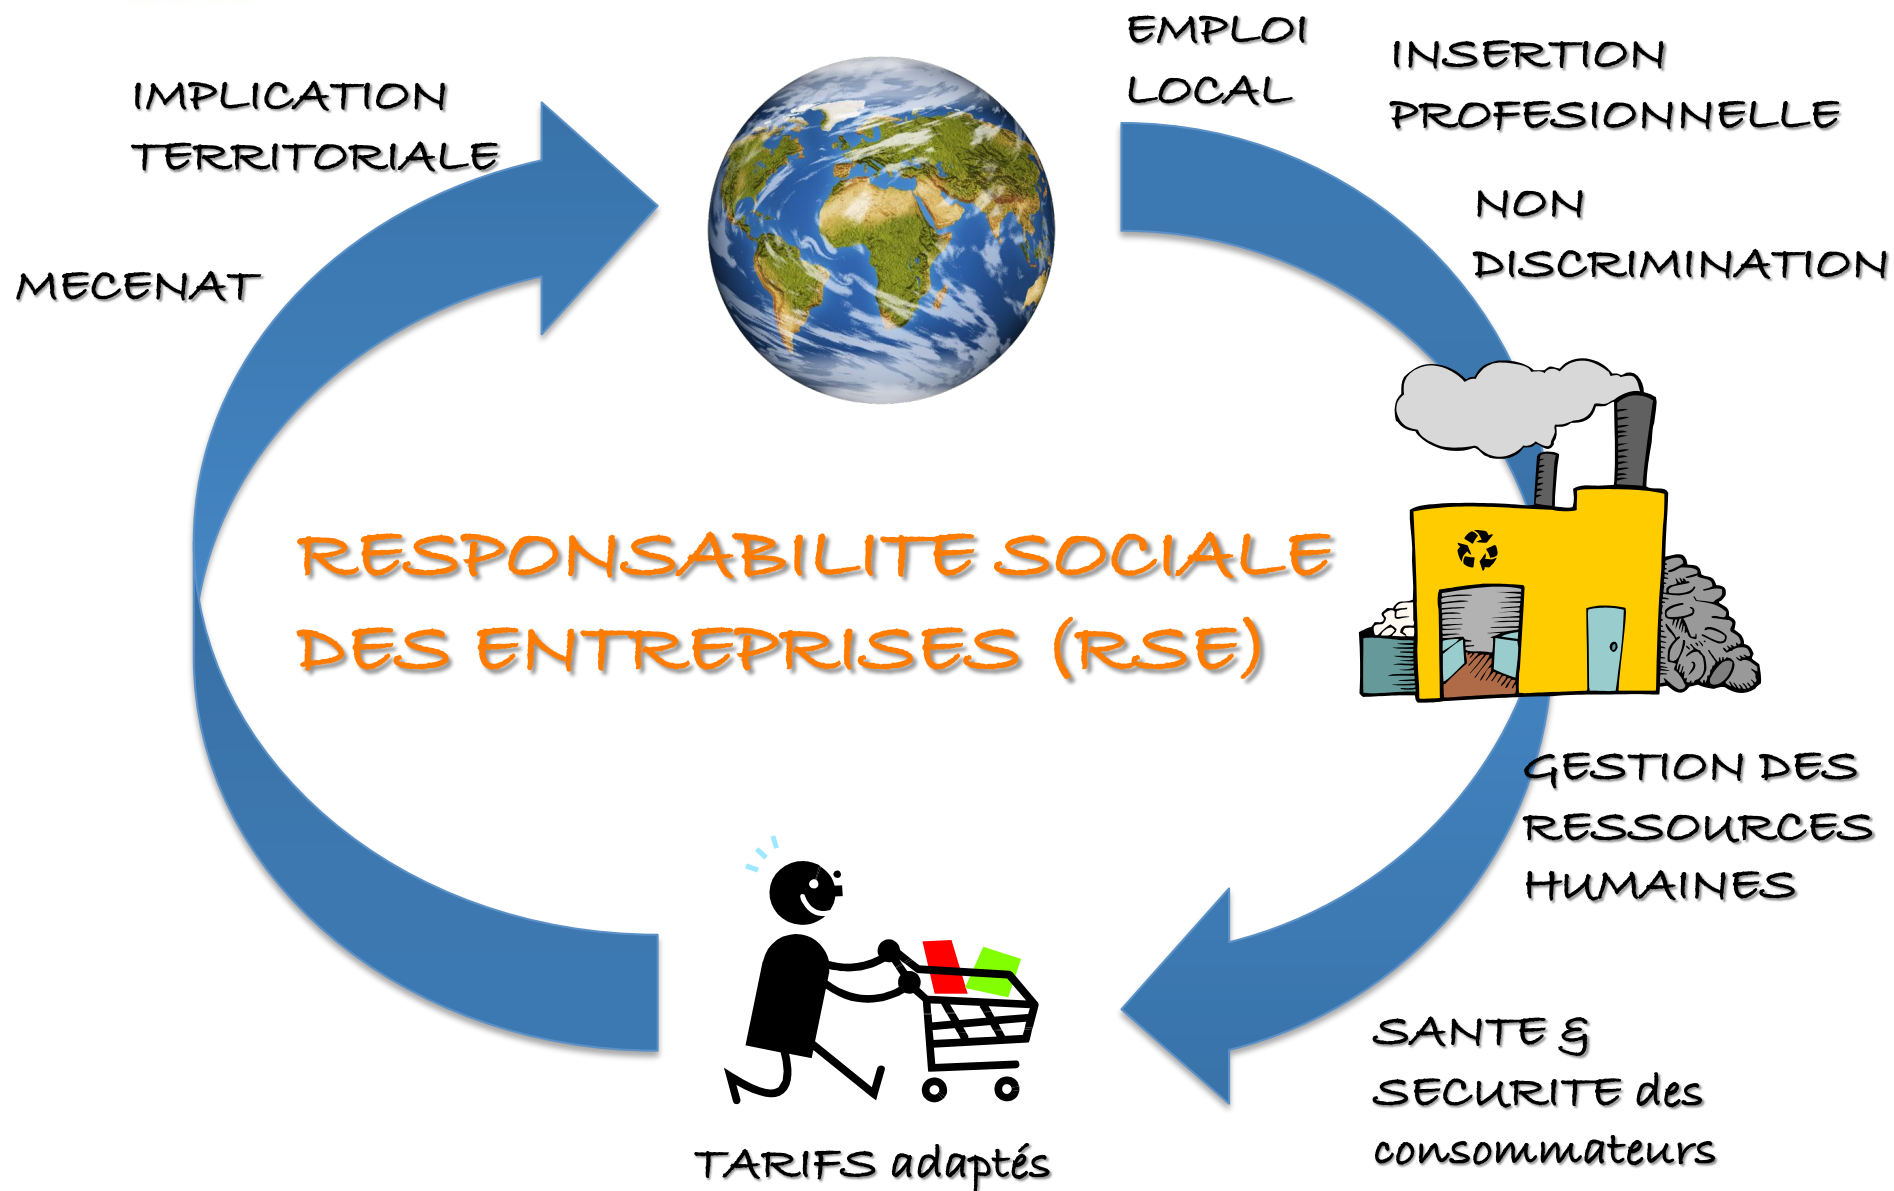 EMPLOI
LOCAL
INSERTION
PROFESIONNELLE
IMPLICATION
TERRITORIALE
NON
DISCRIMINATION
MECENAT
RESPONSABILITE SOCIALE
DES ENTREPRISES (RSE)
GESTION DES
RESSOURCES
HUMAINES
SANTE &
SECURITE des
consommateurs
TARIFS adaptés